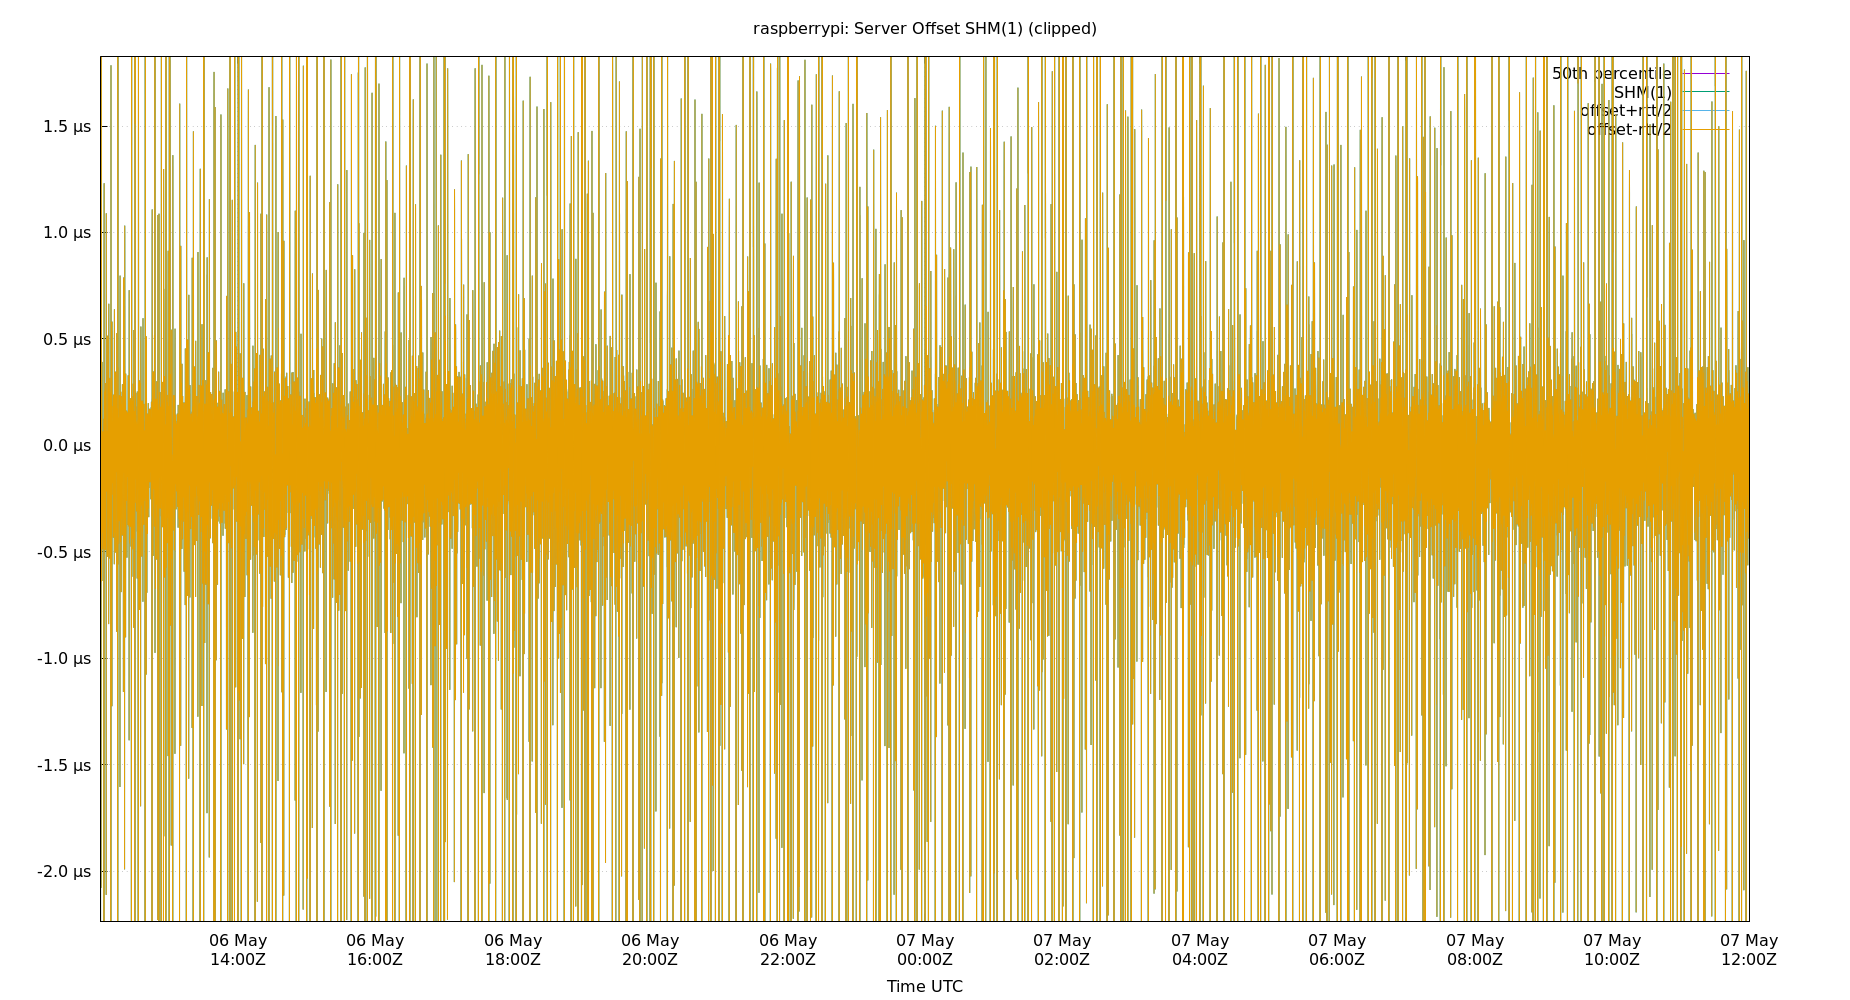 raspberrypi: Server Offset SHM(1) (clipped)
50th percentile
SHM(1)
offset+rtt/2
offset-rtt/2
1.5 µs
1.0 µs
0.5 µs
0.0 µs
-0.5 µs
-1.0 µs
-1.5 µs
-2.0 µs
06 May 06 May 06 May 06 May 06 May 07 May 07 May 07 May 07 May 07 May 07 May 07 May
14:00Z 16:00Z 18:00Z 20:00Z 22:00Z 00:00Z 02:00Z 04:00Z 06:00Z 08:00Z 10:00Z 12:00Z
Time UTC